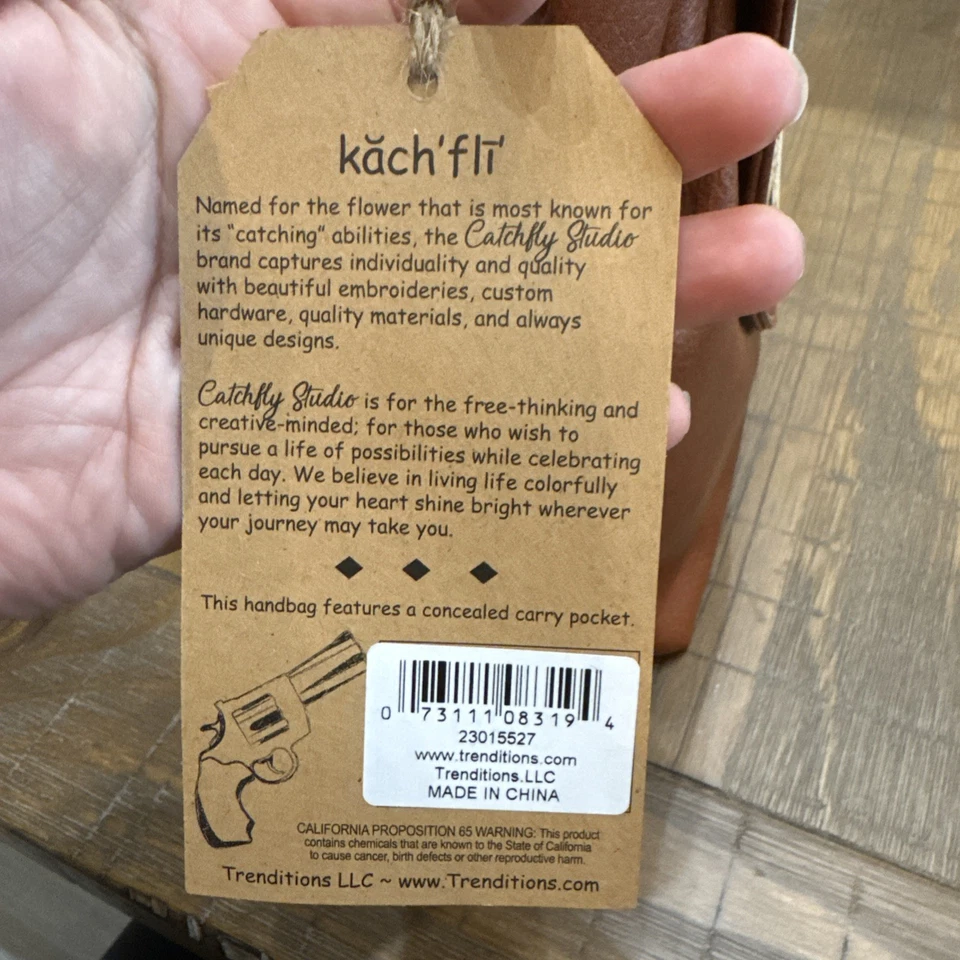 kăch'flī'
Named for the flower that is most known for
its “catching” abilities, the Catchfly Studio
brand captures individuality and quality
with beautiful embroideries, custom
hardware, quality materials, and always
unique designs.
Catchfly Studio is for the free-thinking and
creative-minded; for those who wish to
pursue a life of possibilities while celebrating
each day. We believe in living life colorfully
and letting your heart shine bright wherever
your journey may take you.
This handbag features a concealed carry pocket.
0 73111 08319 4
23015527
www.trenditions.com
Trenditions.LLC
MADE IN CHINA
CALIFORNIA PROPOSITION 65 WARNING: This product
contains chemicals that are known to the State of California
to cause cancer, birth defects or other reproductive harm.
Trenditions LLC ~ www.Trenditions.com